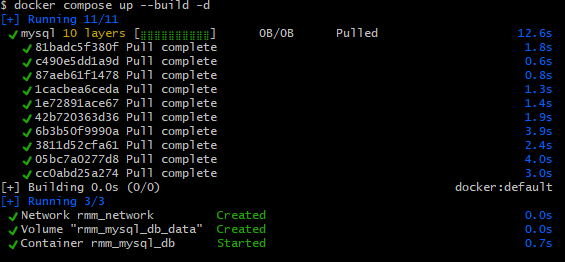 $ docker compose up --build -d
[+] Running 11/11
✔ mysql 10 layers [⣿⣿⣿⣿⣿⣿⣿⣿⣿⣿] 0B/0B Pulled 12.6s
✔ 81badc5f380f Pull complete 1.8s
✔ c490e5dd1a9d Pull complete 0.6s
✔ 87aeb61f1478 Pull complete 0.8s
✔ 1cacbea6ceda Pull complete 1.3s
✔ 1e72891ace67 Pull complete 1.4s
✔ 42b720363d36 Pull complete 1.9s
✔ 6b3b50f9990a Pull complete 3.9s
✔ 3811d52cfa61 Pull complete 2.4s
✔ 05bc7a0277d8 Pull complete 4.0s
✔ cc0abd25a274 Pull complete 3.0s
[+] Building 0.0s (0/0) docker:default
[+] Running 3/3
✔ Network rmm_network Created 0.0s
✔ Volume "rmm_mysql_db_data" Created 0.0s
✔ Container rmm_mysql_db Started 0.7s